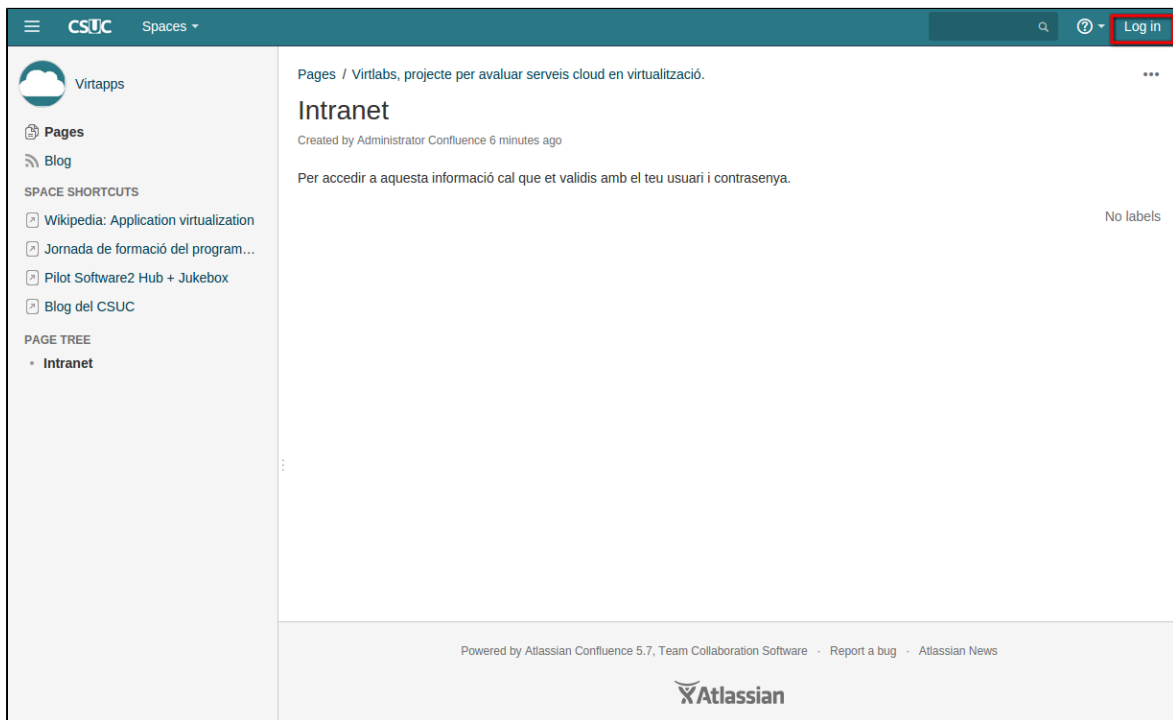 CSUC Spaces Log in
Virtapps
Pages
Blog
SPACE SHORTCUTS
Wikipedia: Application virtualization
Jornada de formació del program…
Pilot Software2 Hub + Jukebox
Blog del CSUC
PAGE TREE
Intranet
Pages / Virtlabs, projecte per avaluar serveis cloud en virtualització.
Intranet
Created by Administrator Confluence 6 minutes ago
Per accedir a aquesta informació cal que et validis amb el teu usuari i contrasenya.
No labels
Powered by Atlassian Confluence 5.7, Team Collaboration Software · Report a bug · Atlassian News
Atlassian